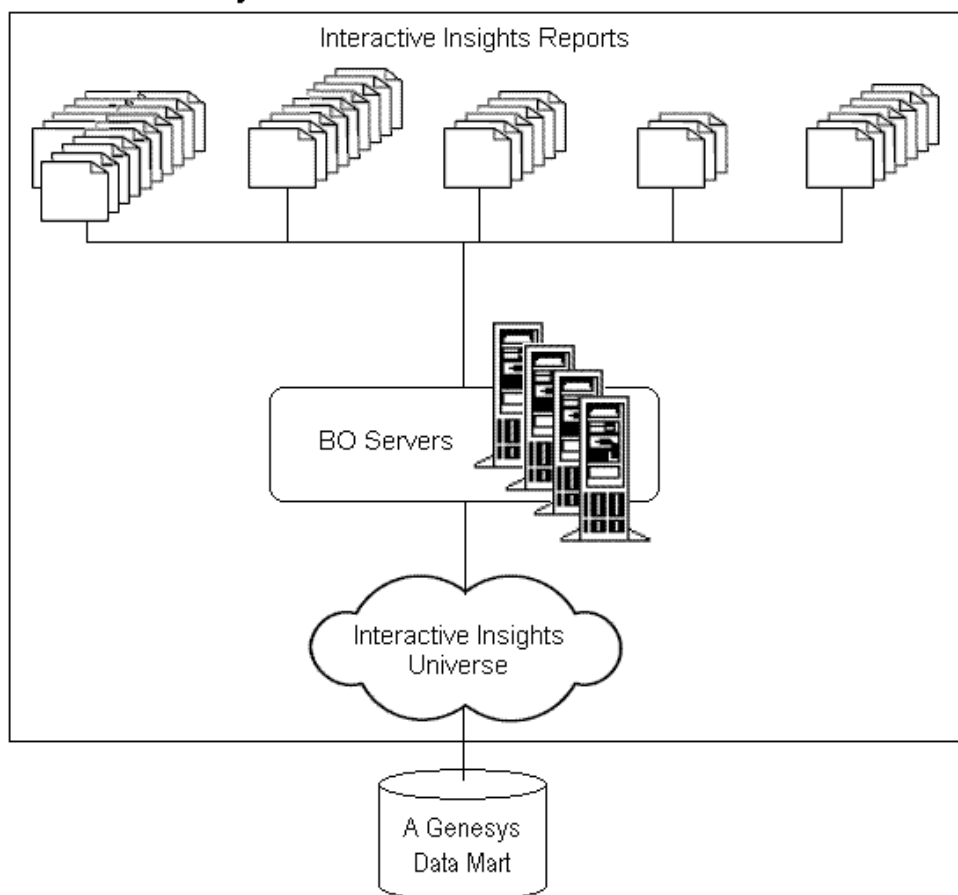 Interactive Insights Reports
BO Servers
Interactive Insights
Universe
A Genesys
Data Mart